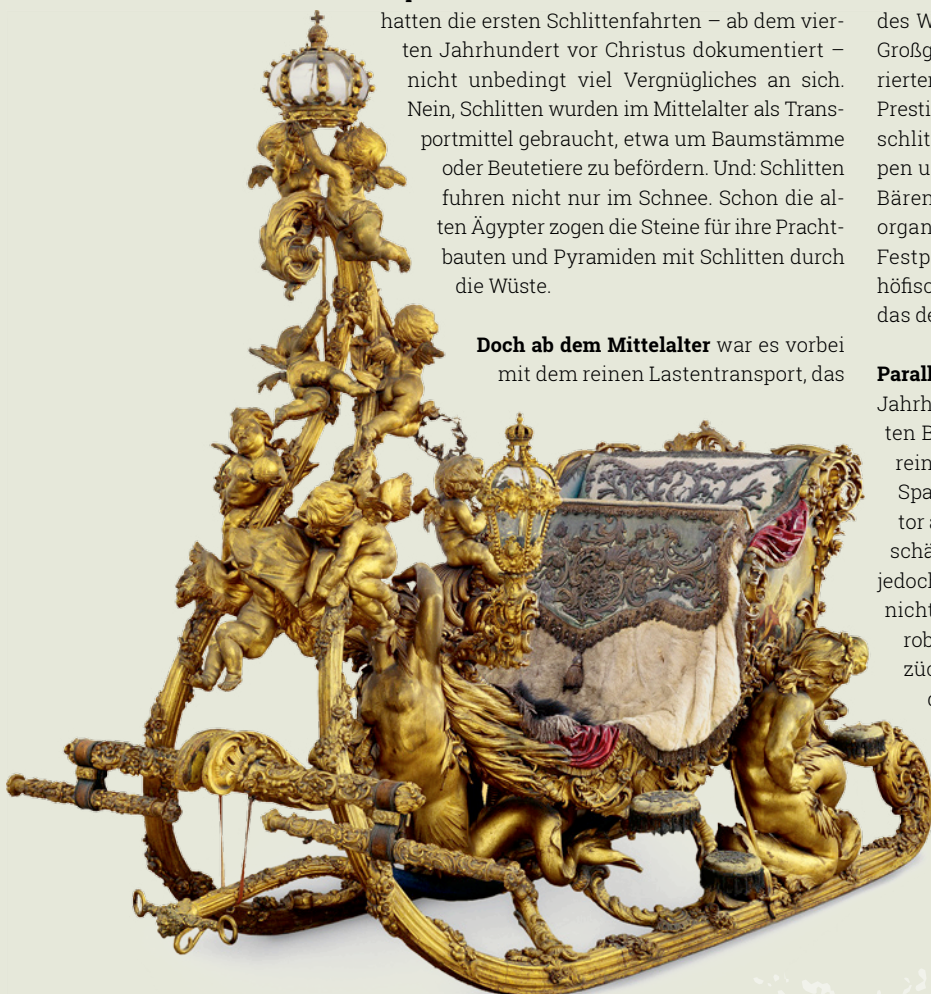 hatten die ersten Schlittenfahrten – ab dem vier-
ten Jahrhundert vor Christus dokumentiert –
nicht unbedingt viel Vergnügliches an sich.
Nein, Schlitten wurden im Mittelalter als Trans-
portmittel gebraucht, etwa um Baumstämme
oder Beutetiere zu befördern. Und: Schlitten
fuhren nicht nur im Schnee. Schon die al-
ten Ägypter zogen die Steine für ihre Pracht-
bauten und Pyramiden mit Schlitten durch
die Wüste.
Doch ab dem Mittelalter war es vorbei
mit dem reinen Lastentransport, das
des W
Großg
rierten
Presti
schlit
pen u
Bären
organ
Festp
höfisc
das de
Parall
Jahrh
ten B
rein
Spa
tor a
schä
jedoch
nicht
rob
züc